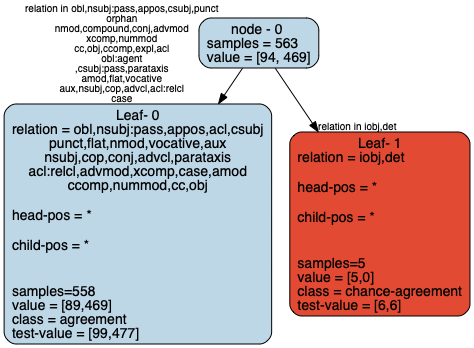 relation in obl,nsubj:pass,appos,csubj,punct
orphan
nmod,compound,conj,advmod
xcomp,nummod
cc,obj,ccomp,expl,acl
obl:agent
,csubj:pass,parataxis
amod,flat,vocative
aux,nsubj,cop,advcl,acl:relcl
case
node - 0
samples = 563
value = [94, 469]
relation in iobj,det
Leaf- 0
relation = obl,nsubj:pass,appos,acl,csubj
punct,flat,nmod,vocative,aux
nsubj,cop,conj,advcl,parataxis
acl:relcl,advmod,xcomp,case,amod
ccomp,nummod,cc,obj
head-pos = *
child-pos = *
samples=558
value = [89,469]
class = agreement
test-value = [99,477]
Leaf- 1
relation = iobj,det
head-pos = *
child-pos = *
samples=5
value = [5,0]
class = chance-agreement
test-value = [6,6]